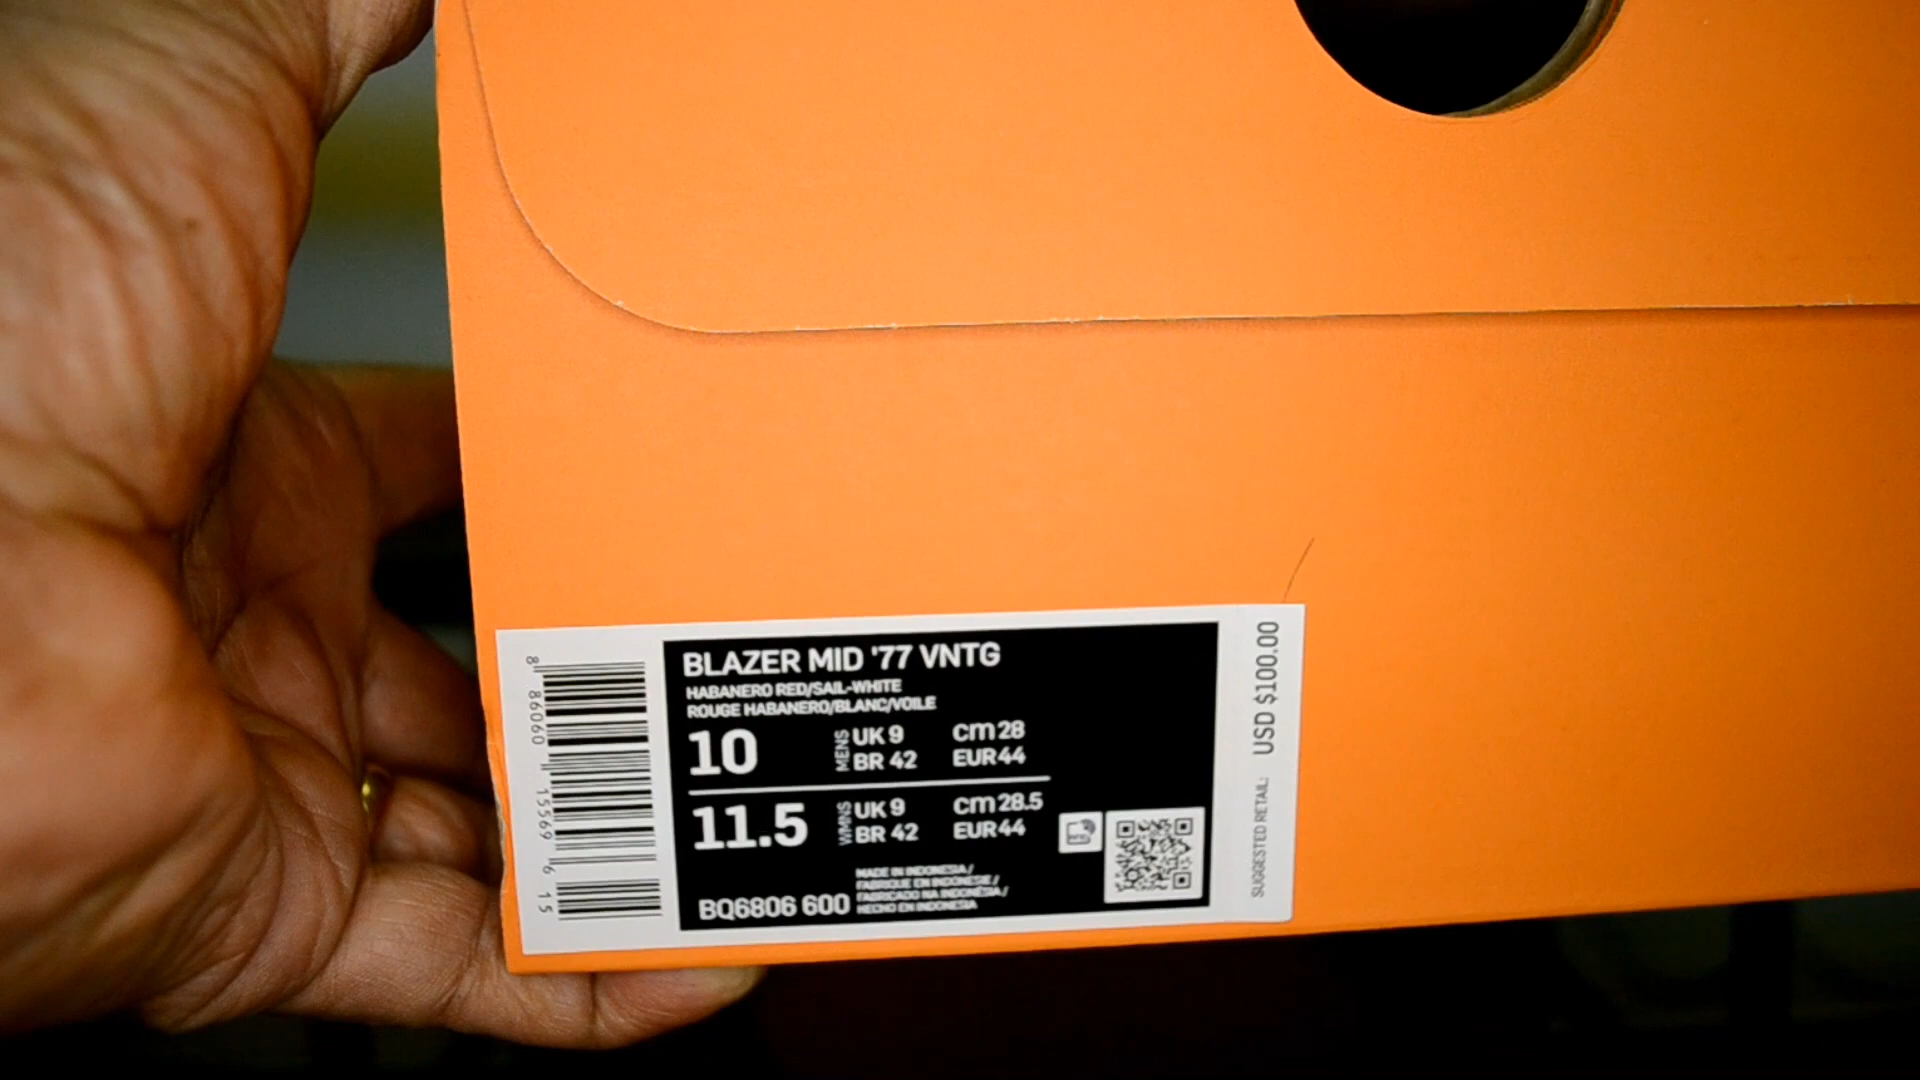 BLAZER MID '77 VNTG
HABANERO RED/SAIL-WHITE
ROUGE HABANERO/BLANC/VOILE
10 MENS UK 9 cm 28
BR 42 EUR 44
11.5 WMNS UK 9 cm 28.5
BR 42 EUR 44
MADE IN INDONESIA /
FABRIQUE EN INDONESIE /
FABRICADO NA INDONÉSIA /
HECHO EN INDONESIA
BQ6806 600
8 86060 15569 6 15
SUGGESTED RETAIL: USD $100.00